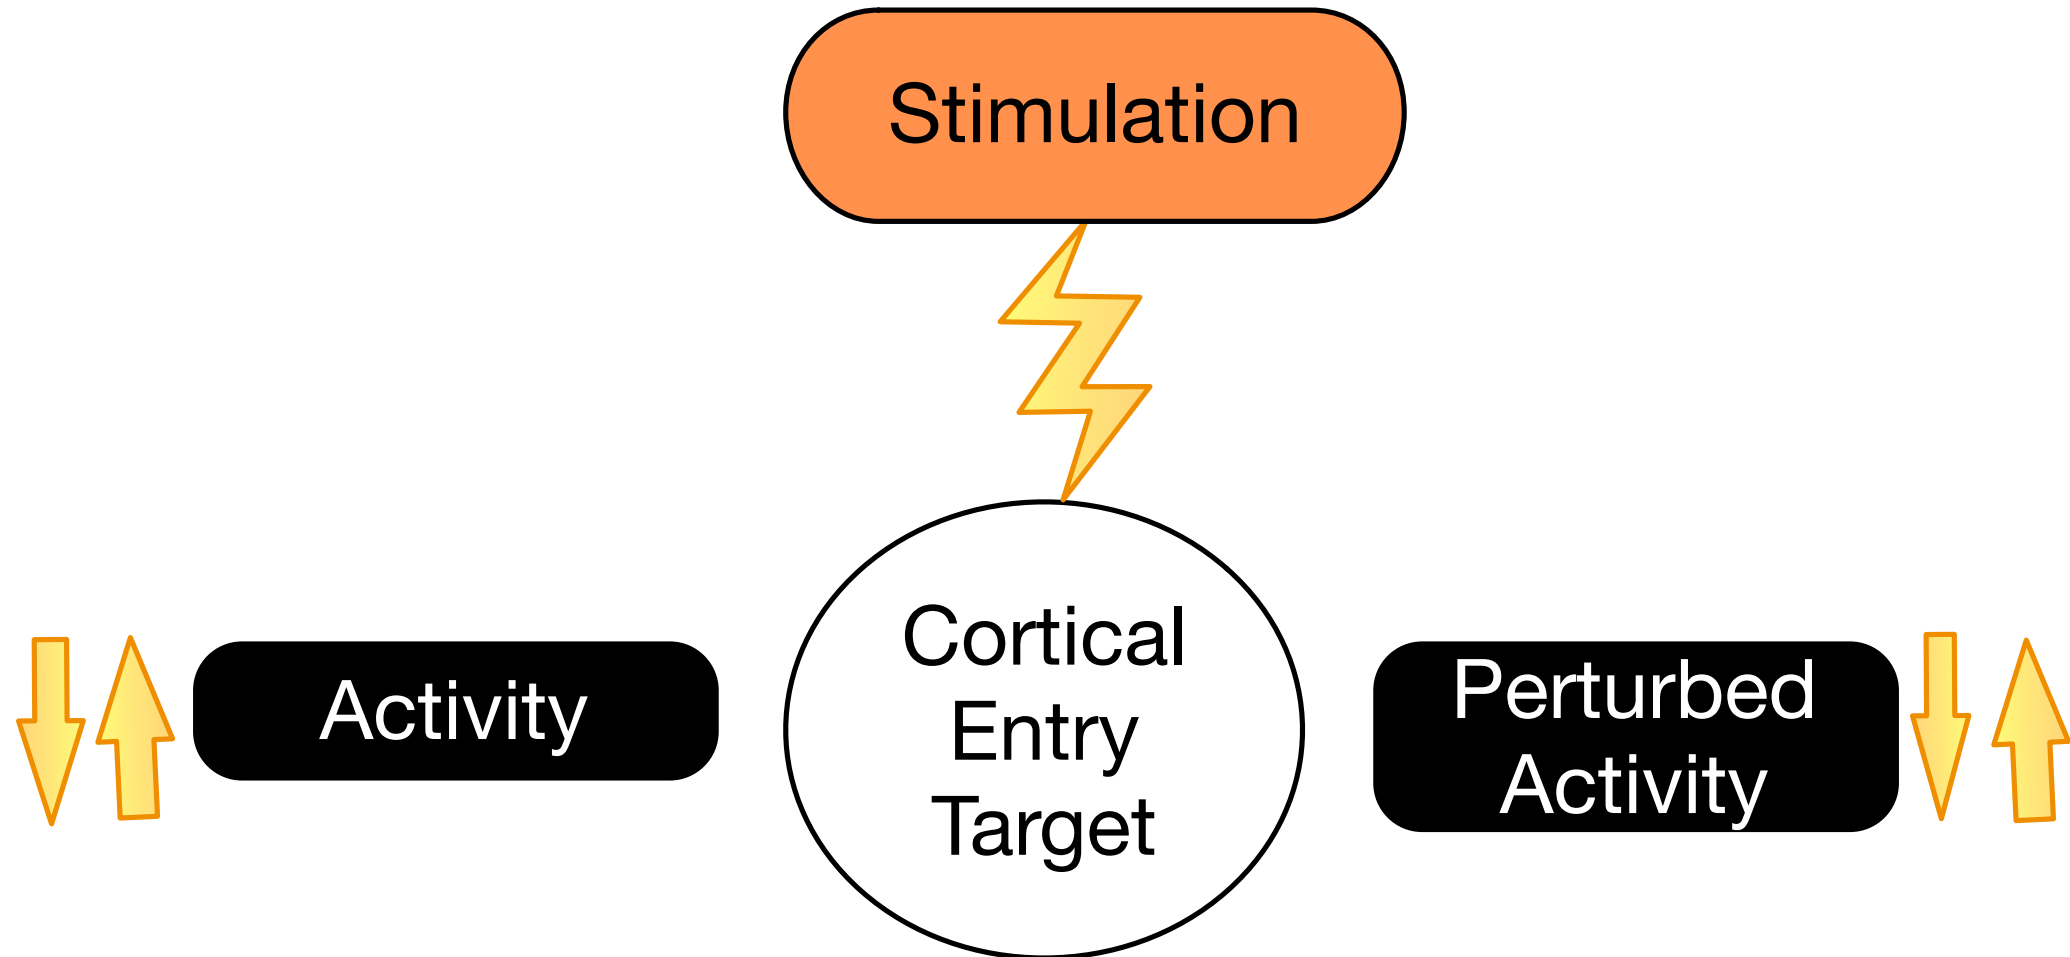 Stimulation
Cortical
Entry
Target
Activity
Perturbed
Activity